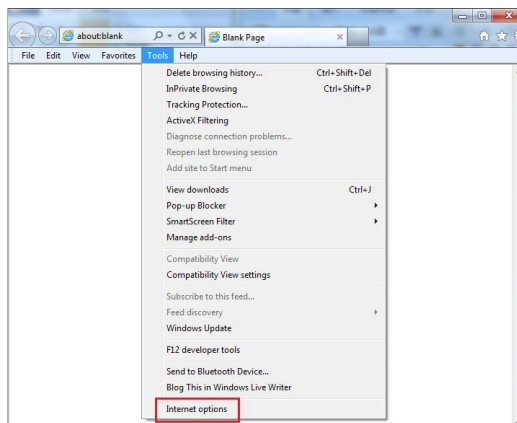 about:blank
Blank Page
File Edit View Favorites Tools Help
Delete browsing history... Ctrl+Shift+Del
InPrivate Browsing Ctrl+Shift+P
Tracking Protection...
ActiveX Filtering
Diagnose connection problems...
Reopen last browsing session
Add site to Start menu
View downloads Ctrl+J
Pop-up Blocker
SmartScreen Filter
Manage add-ons
Compatibility View
Compatibility View settings
Subscribe to this feed...
Feed discovery
Windows Update
F12 developer tools
Send to Bluetooth Device...
Blog This in Windows Live Writer
Internet options